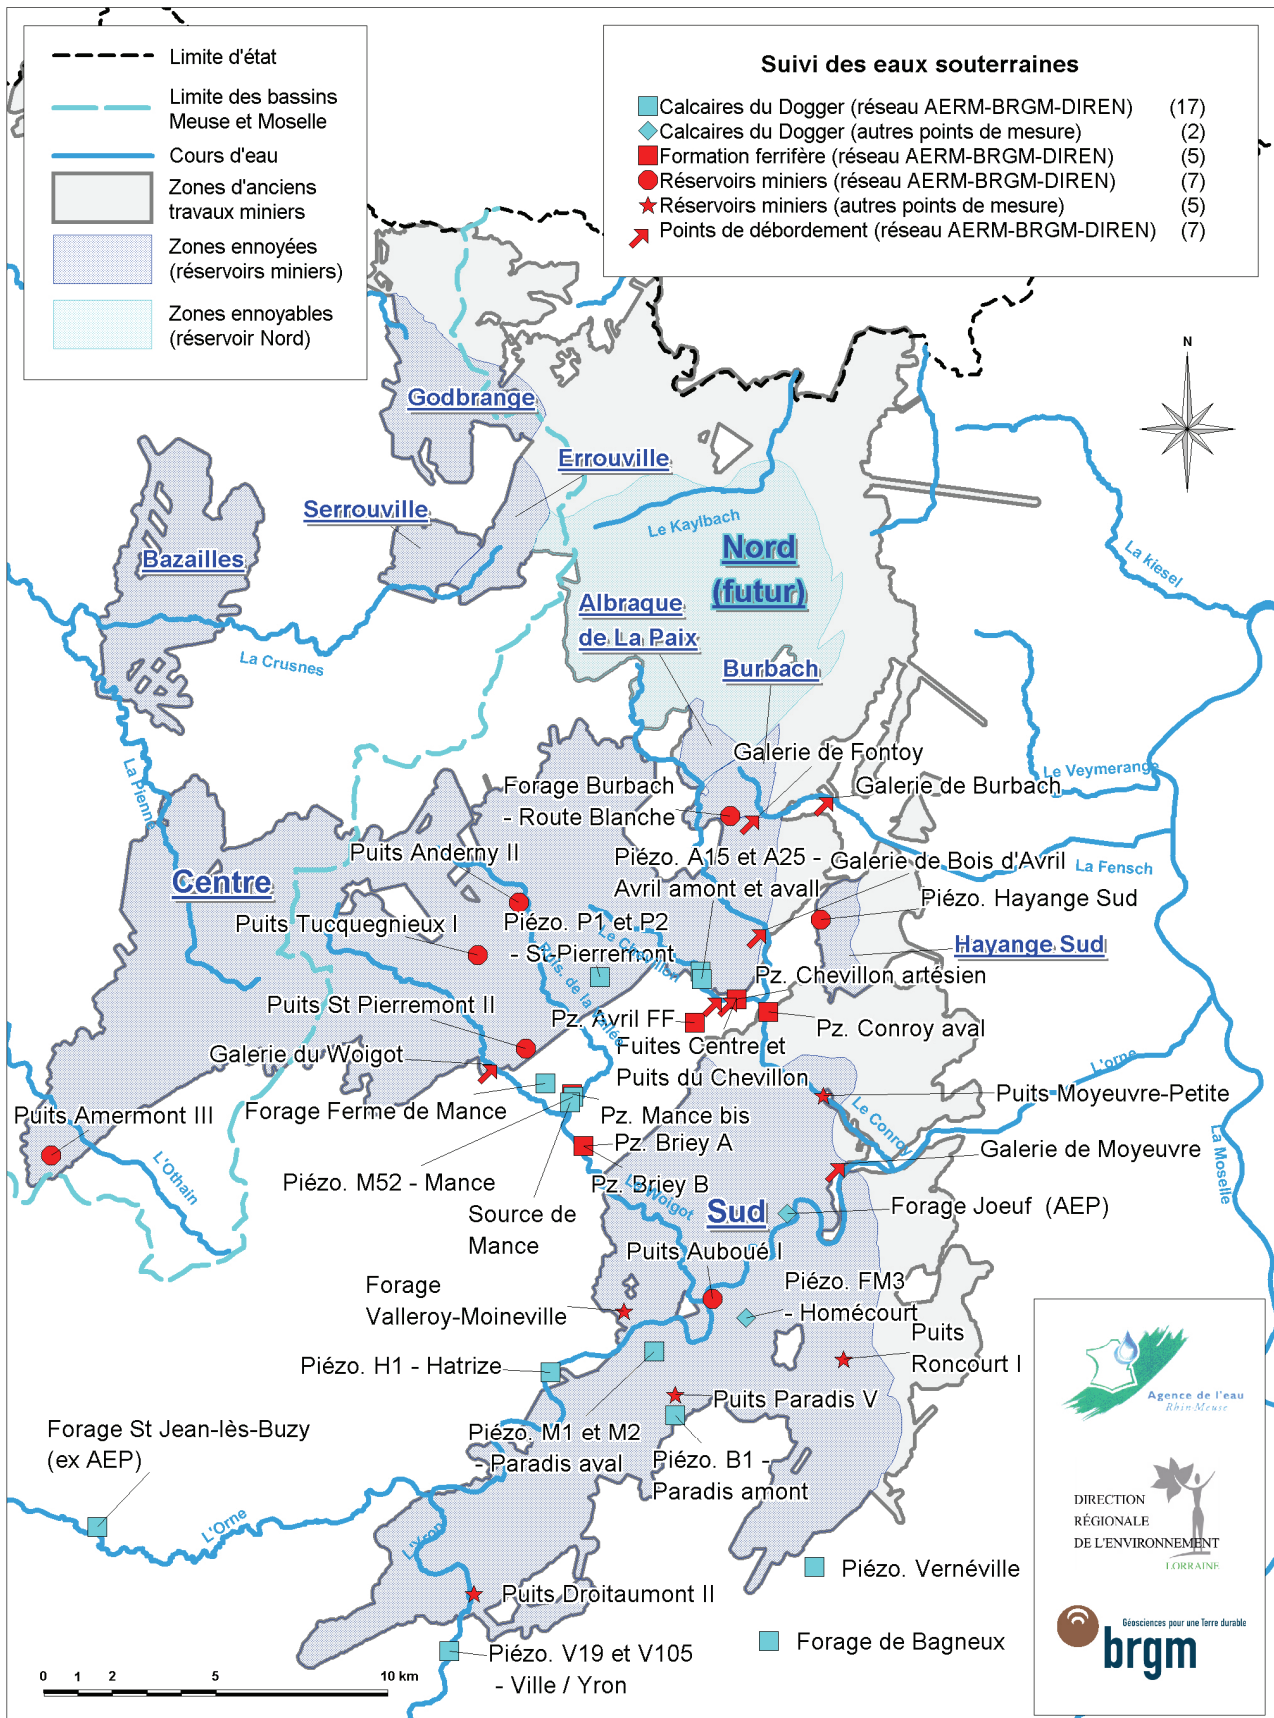 Limite d'état
Limite des bassins
Meuse et Moselle
Cours d'eau
Zones d'anciens
travaux miniers
Zones ennoyées
(réservoirs miniers)
Zones ennoyables
(réservoir Nord)
Suivi des eaux souterraines
Calcaires du Dogger (réseau AERM-BRGM-DIREN) (17)
Calcaires du Dogger (autres points de mesure) (2)
Formation ferrifère (réseau AERM-BRGM-DIREN) (5)
Réservoirs miniers (réseau AERM-BRGM-DIREN) (7)
Réservoirs miniers (autres points de mesure) (5)
Points de débordement (réseau AERM-BRGM-DIREN) (7)
N
Godbrange
Errouville
Serrouville
Le Kaylbach
Bazailles
Nord
(futur)
La kiesel
Albraque
de La Paix
La Crusnes
Burbach
Galerie de Fontoy
La Pienne
Le Veymerange
Forage Burbach
- Route Blanche
Galerie de Burbach
Puits Anderny II
Piézo. A15 et A25 -
Avril amont et avall
Galerie de Bois d'Avril
La Fensch
Centre
Piézo. Hayange Sud
Puits Tucquegnieux I
Piézo. P1 et P2
- St-Pierremont
Le Chevillon
Hayange Sud
Ruis. de la Vallée
Pz. Chevillon artésien
Puits St Pierremont II
Pz. Avril FF
Pz. Conroy aval
Fuites Centre et
Puits du Chevillon
Galerie du Woigot
L'orne
Forage Ferme de Mance
Puits Moyeuvre-Petite
Puits Amermont III
Pz. Mance bis
Le Conroy
Pz. Briey A
Galerie de Moyeuvre
La Moselle
L'Othain
Piézo. M52 - Mance
Pz. Briey B
Le Woigot
Sud
Forage Joeuf (AEP)
Source de
Mance
Puits Auboué I
Forage
Valleroy-Moineville
Piézo. FM3
- Homécourt
Puits
Roncourt I
Piézo. H1 - Hatrize
Puits Paradis V
Forage St Jean-lès-Buzy
(ex AEP)
Piézo. M1 et M2
- Paradis aval
Piézo. B1 -
Paradis amont
L'Orne
L'Yron
Piézo. Vernéville
Puits Droitaumont II
Forage de Bagneux
Piézo. V19 et V105
- Ville / Yron
0 1 2 5 10 km
Agence de l'eau
Rhin-Meuse
DIRECTION
RÉGIONALE
DE L'ENVIRONNEMENT
LORRAINE
Géosciences pour une Terre durable
brgm